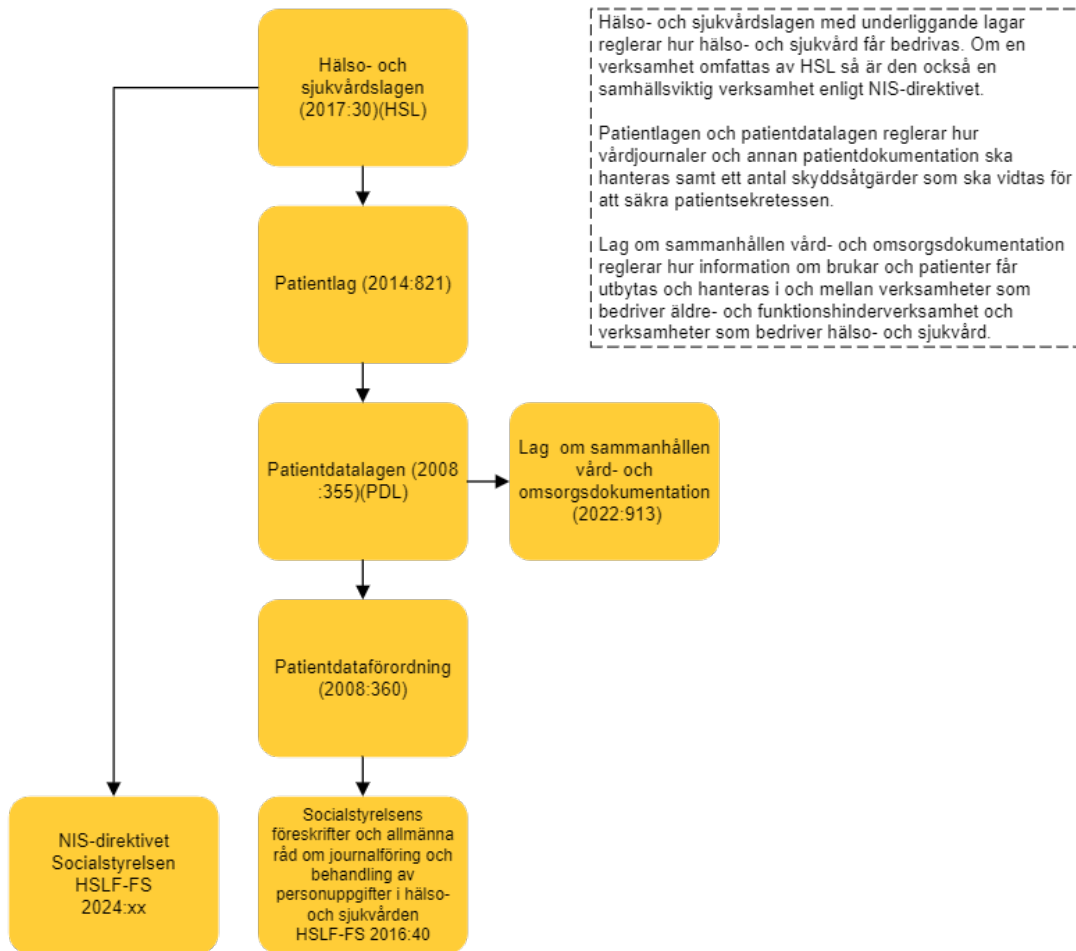 Hälso- och
sjukvårdslagen
(2017:30)(HSL)
Hälso- och sjukvårdslagen med underliggande lagar
reglerar hur hälso- och sjukvård får bedrivas. Om en
verksamhet omfattas av HSL så är den också en
samhällsviktig verksamhet enligt NIS-direktivet.
Patientlagen och patientdatalagen reglerar hur
vårdjournaler och annan patientdokumentation ska
hanteras samt ett antal skyddsåtgärder som ska vidtas för
att säkra patientsekretessen.
Lag om sammanhållen vård- och omsorgsdokumentation
reglerar hur information om brukar och patienter får
utbytas och hanteras i och mellan verksamheter som
bedriver äldre- och funktionshinderverksamhet och
verksamheter som bedriver hälso- och sjukvård.
Patientlag (2014:821)
Patientdatalagen (2008
:355)(PDL)
Lag  om sammanhållen
vård- och
omsorgsdokumentation
(2022:913)
Patientdataförordning
(2008:360)
NIS-direktivet
Socialstyrelsen
HSLF-FS
2024:xx
Socialstyrelsens
föreskrifter och allmänna
råd om journalföring och
behandling av
personuppgifter i hälso-
och sjukvården
HSLF-FS 2016:40